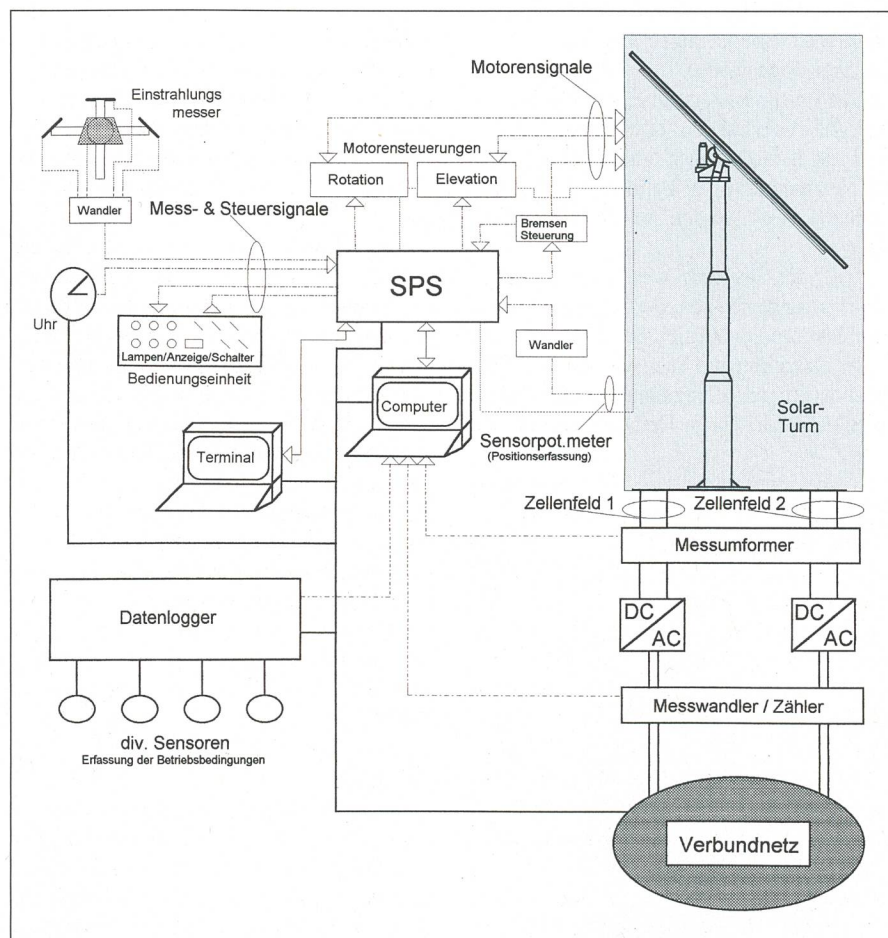 Einstrahlungs
messer
Wandler
Uhr
Mess- & Steuersignale
Lampen/Anzeige/Schalter
Bedienungseinheit
Motorensignale
Motorensteuerungen
Rotation
Elevation
Bremsen
Steuerung
SPS
Wandler
Computer
Terminal
Sensorpot.meter
(Positionserfassung)
Solar-
Turm
Zellenfeld 1
Zellenfeld 2
Messumformer
DC
AC
DC
AC
Datenlogger
div. Sensoren
Erfassung der Betriebsbedingungen
Messwandler / Zähler
Verbundnetz